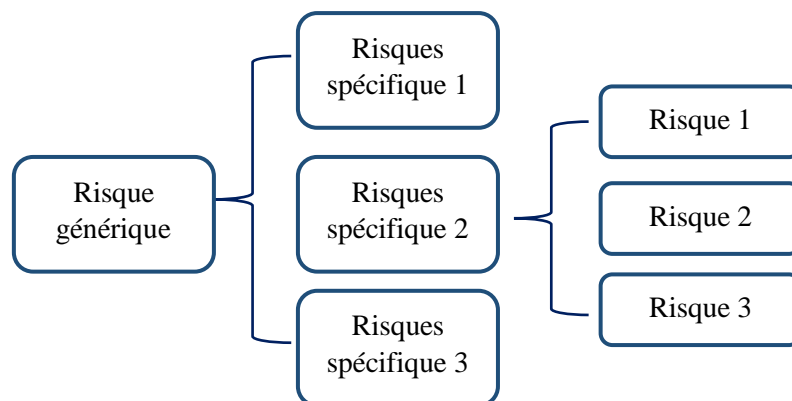 Risque
générique
Risques
spécifique 1
Risques
spécifique 2
Risques
spécifique 3
Risque 1
Risque 2
Risque 3